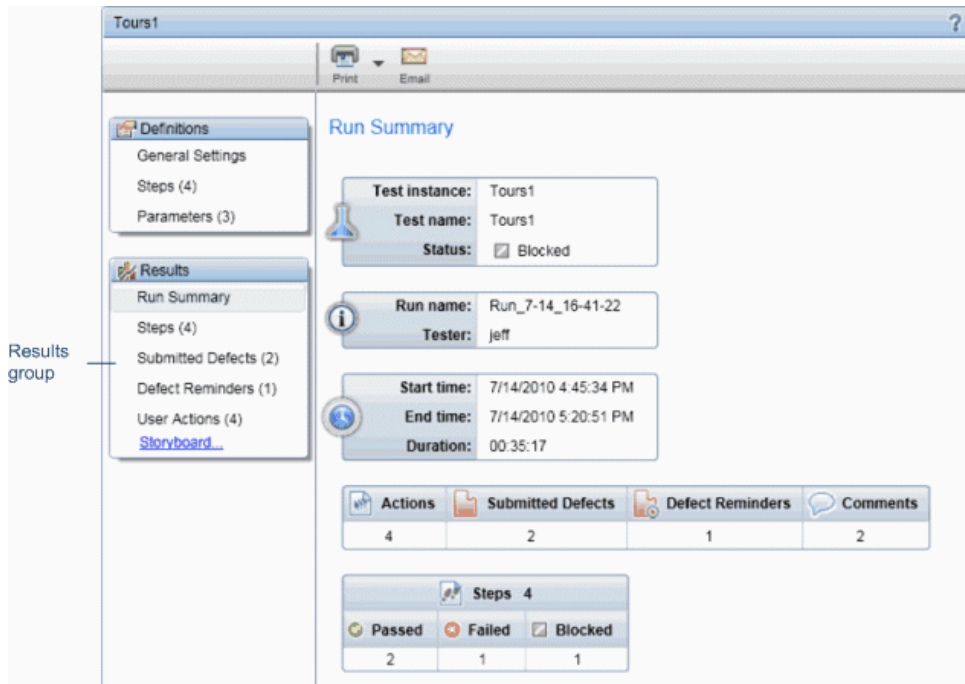 Tours1
?
Print
Email
Definitions
General Settings
Steps (4)
Parameters (3)
Results
Run Summary
Steps (4)
Submitted Defects (2)
Defect Reminders (1)
User Actions (4)
Storyboard...
Results
group
Run Summary
Test instance: Tours1
Test name: Tours1
Status: Blocked
Run name: Run_7-14_16-41-22
Tester: jeff
Start time: 7/14/2010 4:45:34 PM
End time: 7/14/2010 5:20:51 PM
Duration: 00:35:17
Actions Submitted Defects Defect Reminders Comments
4 2 1 2
Steps 4
Passed Failed Blocked
2 1 1